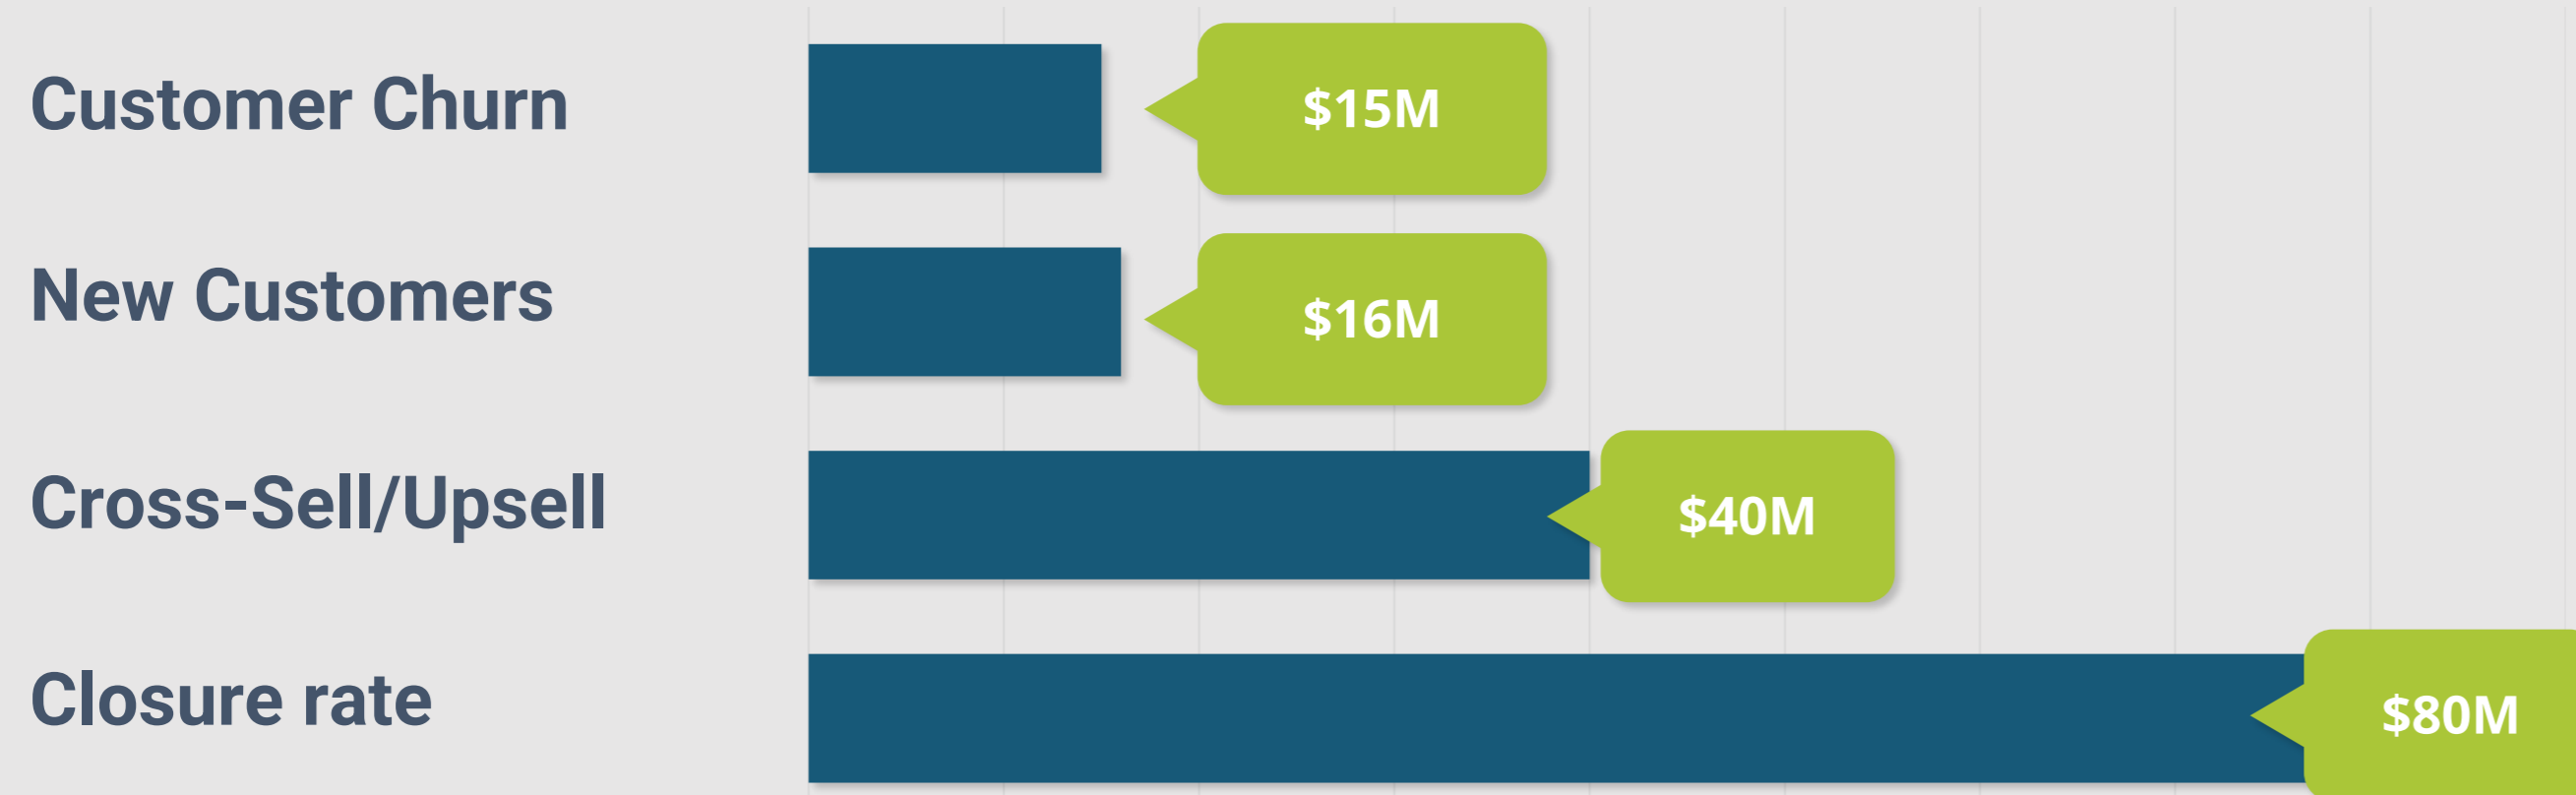 Customer Churn
$15M
New Customers
$16M
Cross-Sell/Upsell
$40M
Closure rate
$80M